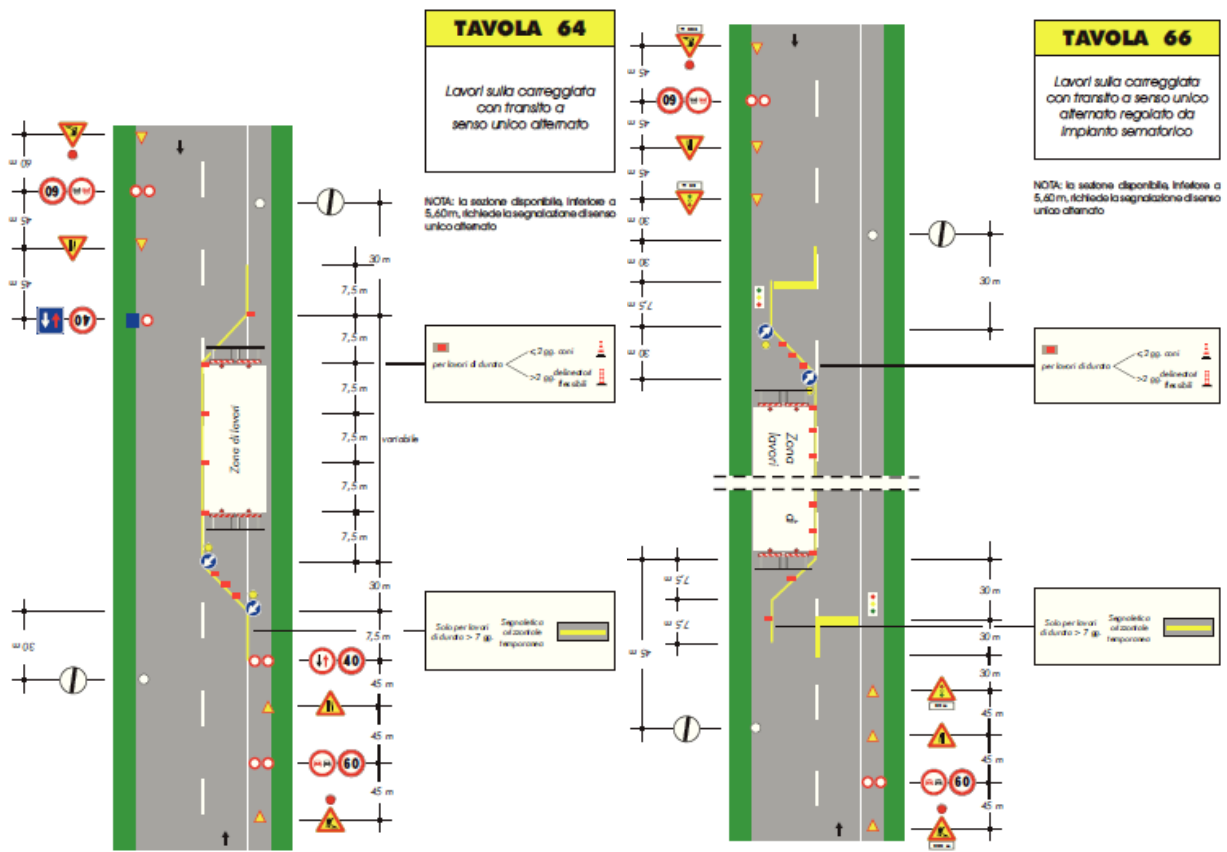 TAVOLA 64
Lavori sulla carreggiata
con transito a
senso unico alternato
NOTA: la sezione disponibile, inferiore a
5,60m, richiede la segnalazione di senso
unico alternato
60 m
45 m
45 m
60
40
30 m
7,5 m
7,5 m
7,5 m
7,5 m
7,5 m
7,5 m
variabile
30 m
7,5 m
Zona di lavori
per lavori di durata
≤ 2 gg. coni
> 2 gg. delineatori
flessibili
Solo per lavori
di durata > 7 gg.
Segnaletica
orizzontale
temporanea
30 m
40
45 m
45 m
60
45 m
TAVOLA 66
Lavori sulla carreggiata
con transito a senso unico
alternato regolato da
impianto semaforico
NOTA: la sezione disponibile, inferiore a
5,60m, richiede la segnalazione di senso
unico alternato
45 m
60
45 m
45 m
30
30
7,5 m
30
30 m
Zona
lavori
di
per lavori di durata
≤ 2 gg. coni
> 2 gg. delineatori
flessibili
7,5 m
7,5 m
45 m
30 m
30 m
30 m
Solo per lavori
di durata > 7 gg.
Segnaletica
orizzontale
temporanea
45 m
45 m
60
45 m